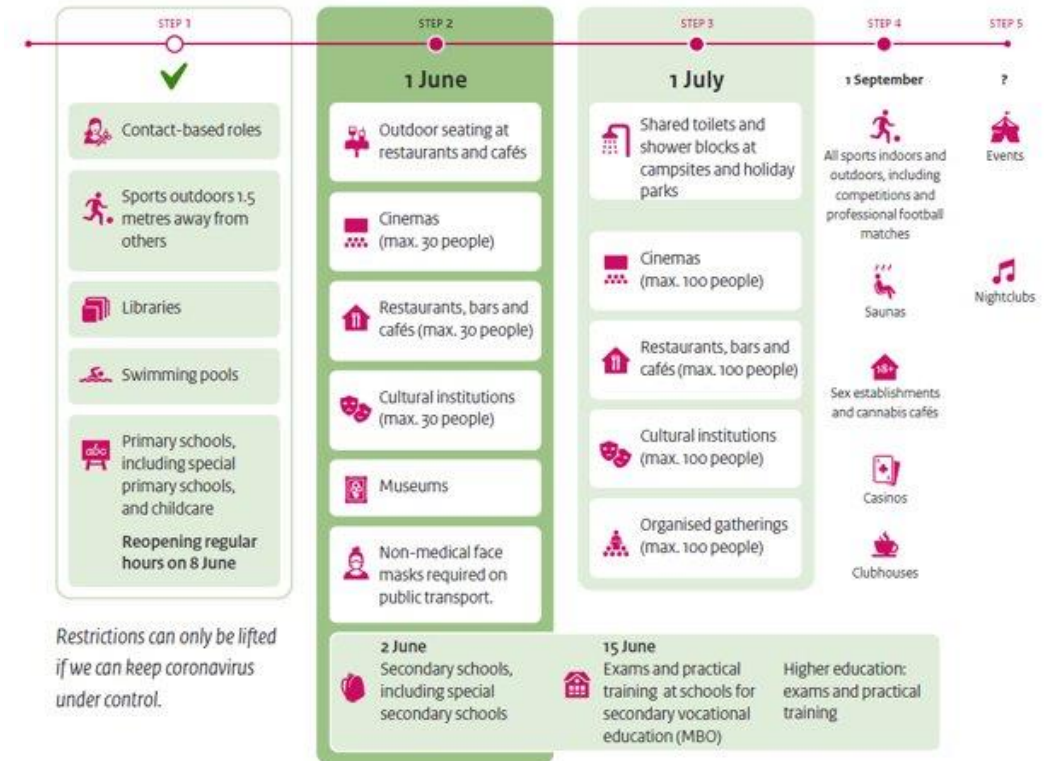 STEP 1
✓
Contact-based roles
Sports outdoors 1.5
metres away from
others
Libraries
Swimming pools
abc
Primary schools,
including special
primary schools,
and childcare
Reopening regular
hours on 8 June
Restrictions can only be lifted
if we can keep coronavirus
under control.
STEP 2
1 June
Outdoor seating at
restaurants and cafés
Cinemas
(max. 30 people)
Restaurants, bars and
cafés (max. 30 people)
Cultural institutions
(max. 30 people)
Museums
Non-medical face
masks required on
public transport.
2 June
Secondary schools,
including special
secondary schools
STEP 3
1 July
Shared toilets and
shower blocks at
campsites and holiday
parks
Cinemas
(max. 100 people)
Restaurants, bars and
cafés (max. 100 people)
Cultural institutions
(max. 100 people)
Organised gatherings
(max. 100 people)
15 June
Exams and practical
training at schools for
secondary vocational
education (MBO)
Higher education:
exams and practical
training
STEP 4
1 September
All sports indoors and
outdoors, including
competitions and
professional football
matches
Saunas
18+
Sex establishments
and cannabis cafés
Casinos
Clubhouses
STEP 5
?
Events
Nightclubs